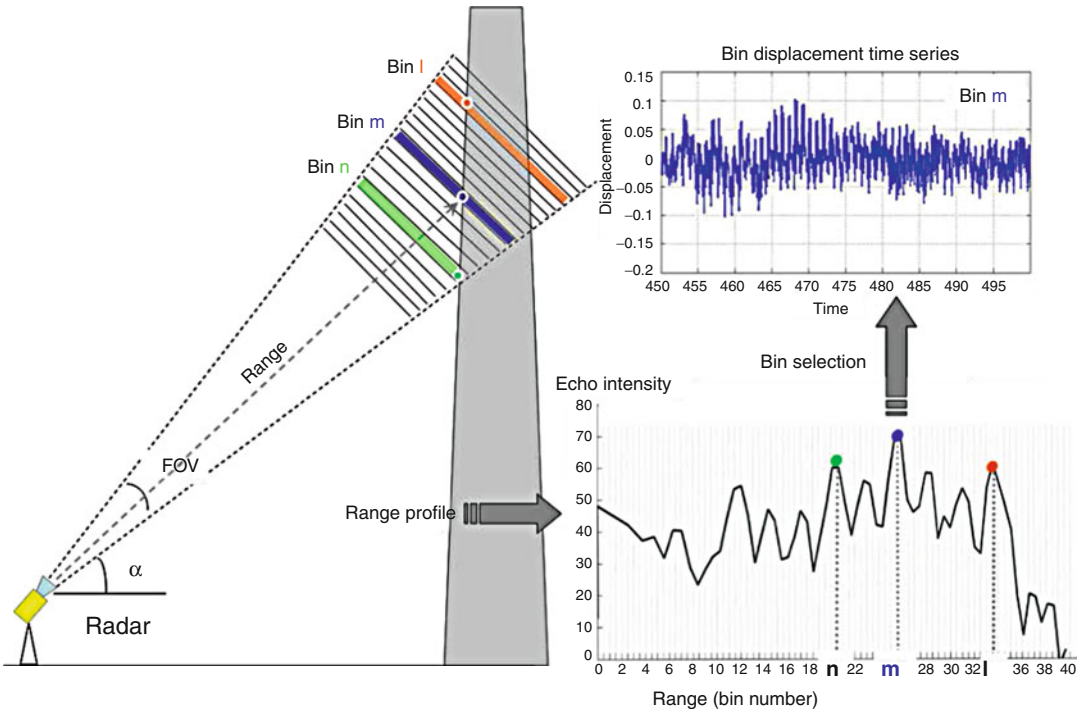 Bin l
Bin m
Bin n
Range
FOV
α
Radar
Range profile
Bin displacement time series
Bin m
Displacement
0.15
0.1
0.05
0
−0.05
−0.1
−0.15
−0.2
450 455 460 465 470 475 480 485 490 495
Time
Bin selection
Echo intensity
80
70
60
50
40
30
20
10
0
0 2 4 6 8 10 12 14 16 18 n 22 m 28 30 32 l 36 38 40
Range (bin number)